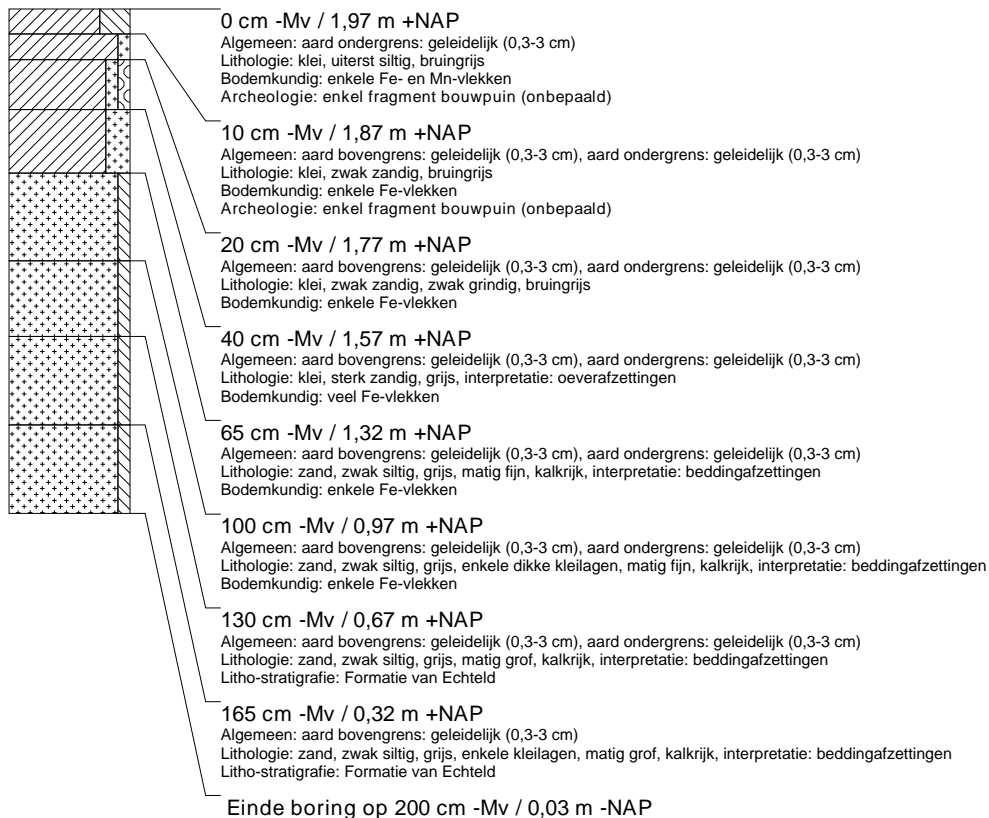 0 cm -Mv / 1,97 m +NAP
Algemeen: aard ondergrens: geleidelijk (0,3-3 cm)
Lithologie: klei, uiterst siltig, bruingrijs
Bodemkundig: enkele Fe- en Mn-vlekken
Archeologie: enkel fragment bouwpuin (onbepaald)
10 cm -Mv / 1,87 m +NAP
Algemeen: aard bovengrens: geleidelijk (0,3-3 cm), aard ondergrens: geleidelijk (0,3-3 cm)
Lithologie: klei, zwak zandig, bruingrijs
Bodemkundig: enkele Fe-vlekken
Archeologie: enkel fragment bouwpuin (onbepaald)
20 cm -Mv / 1,77 m +NAP
Algemeen: aard bovengrens: geleidelijk (0,3-3 cm), aard ondergrens: geleidelijk (0,3-3 cm)
Lithologie: klei, zwak zandig, zwak grindig, bruingrijs
Bodemkundig: enkele Fe-vlekken
40 cm -Mv / 1,57 m +NAP
Algemeen: aard bovengrens: geleidelijk (0,3-3 cm), aard ondergrens: geleidelijk (0,3-3 cm)
Lithologie: klei, sterk zandig, grijs, interpretatie: oeverafzettingen
Bodemkundig: veel Fe-vlekken
65 cm -Mv / 1,32 m +NAP
Algemeen: aard bovengrens: geleidelijk (0,3-3 cm), aard ondergrens: geleidelijk (0,3-3 cm)
Lithologie: zand, zwak siltig, grijs, matig fijn, kalkrijk, interpretatie: beddingafzettingen
Bodemkundig: enkele Fe-vlekken
100 cm -Mv / 0,97 m +NAP
Algemeen: aard bovengrens: geleidelijk (0,3-3 cm), aard ondergrens: geleidelijk (0,3-3 cm)
Lithologie: zand, zwak siltig, grijs, enkele dikke kleilagen, matig fijn, kalkrijk, interpretatie: beddingafzettingen
Bodemkundig: enkele Fe-vlekken
130 cm -Mv / 0,67 m +NAP
Algemeen: aard bovengrens: geleidelijk (0,3-3 cm), aard ondergrens: geleidelijk (0,3-3 cm)
Lithologie: zand, zwak siltig, grijs, matig grof, kalkrijk, interpretatie: beddingafzettingen
Litho-stratigrafie: Formatie van Echteld
165 cm -Mv / 0,32 m +NAP
Algemeen: aard bovengrens: geleidelijk (0,3-3 cm)
Lithologie: zand, zwak siltig, grijs, enkele kleilagen, matig grof, kalkrijk, interpretatie: beddingafzettingen
Litho-stratigrafie: Formatie van Echteld
Einde boring op 200 cm -Mv / 0,03 m -NAP